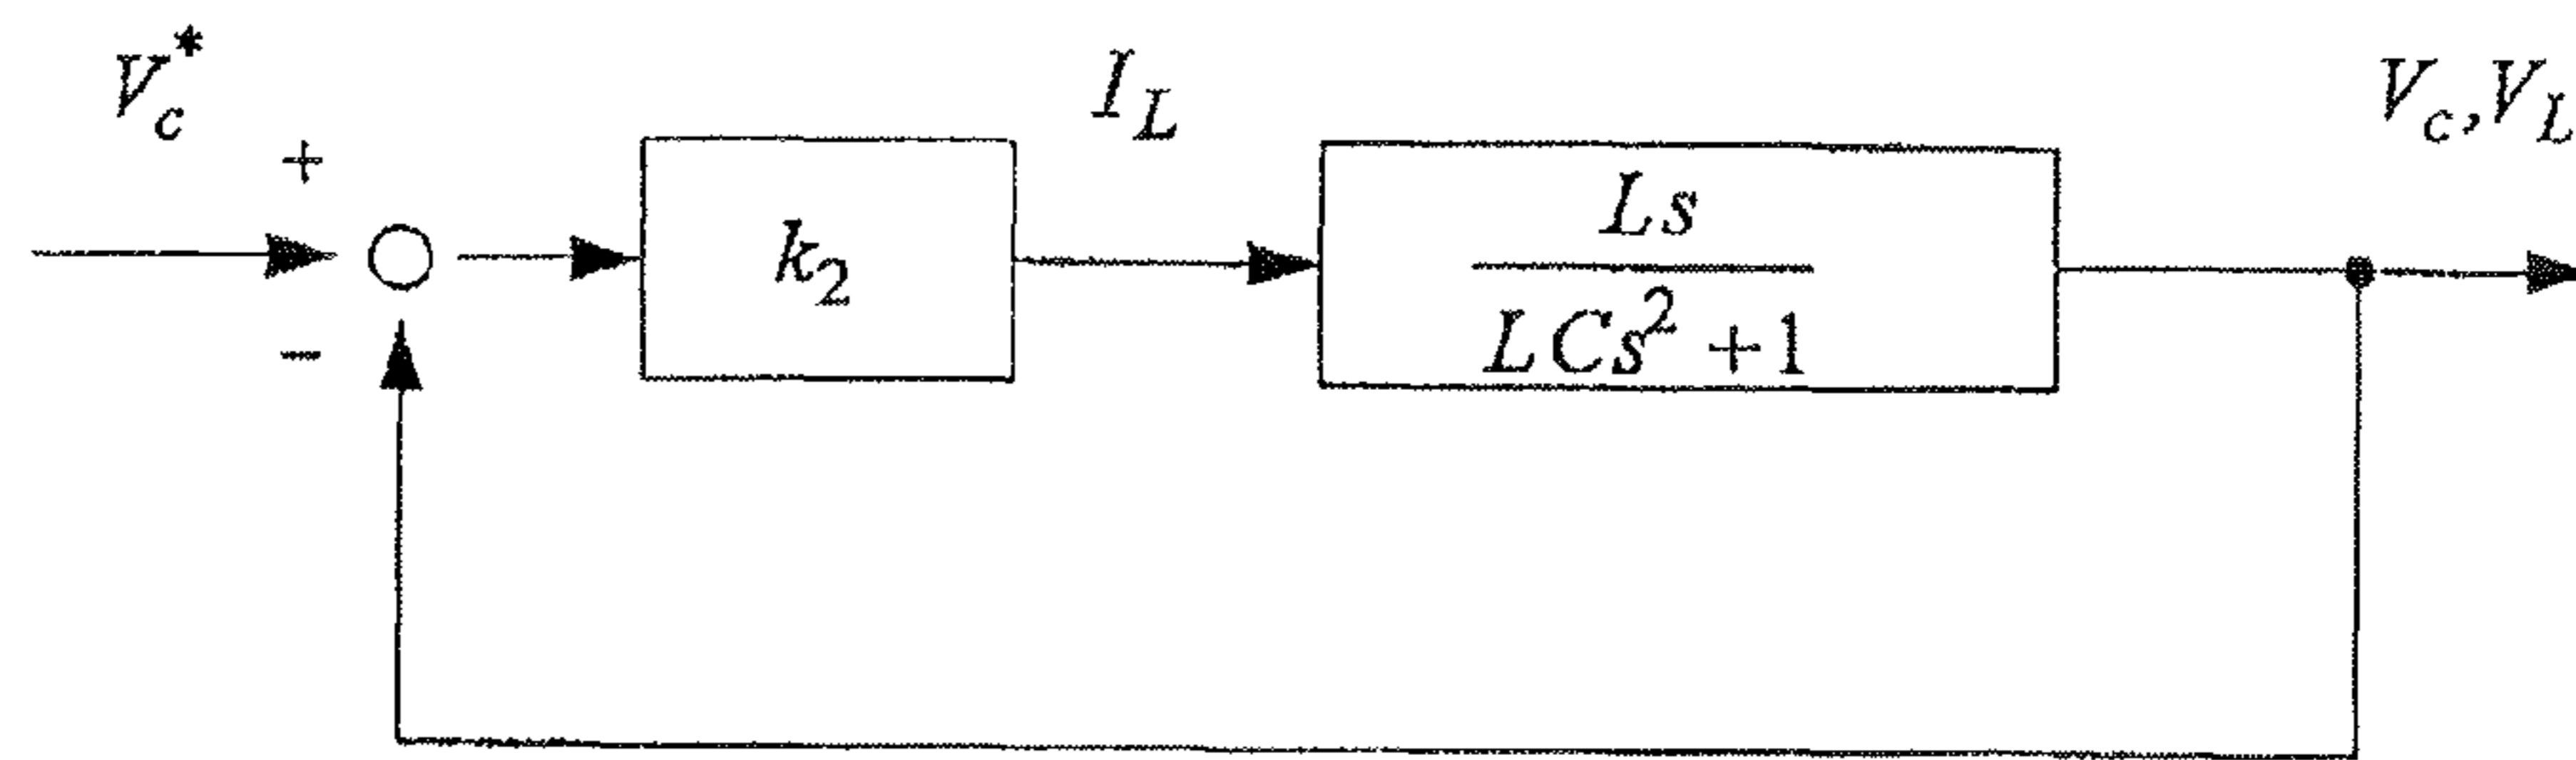 V_c^*
I_L
V_c, V_L
+
k_2
Ls
LCs^2 + 1
−